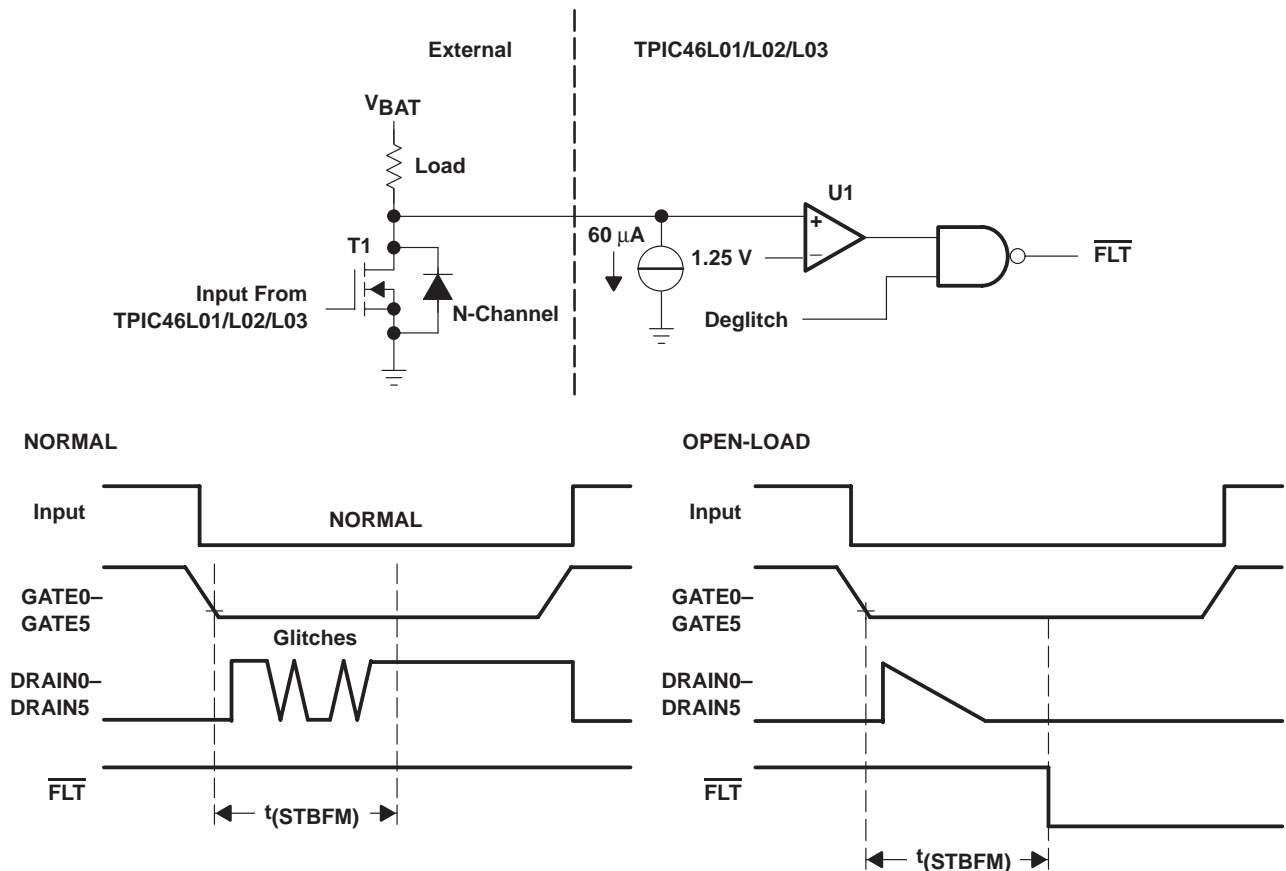 External
TPIC46L01/L02/L03
VBAT
Load
U1
+
–
T1
60 μA
1.25 V
FLT
Input From
TPIC46L01/L02/L03
N-Channel
Deglitch
NORMAL
OPEN-LOAD
Input
NORMAL
Input
GATE0–
GATE5
GATE0–
GATE5
Glitches
DRAIN0–
DRAIN5
DRAIN0–
DRAIN5
FLT
FLT
t(STBFM)
t(STBFM)